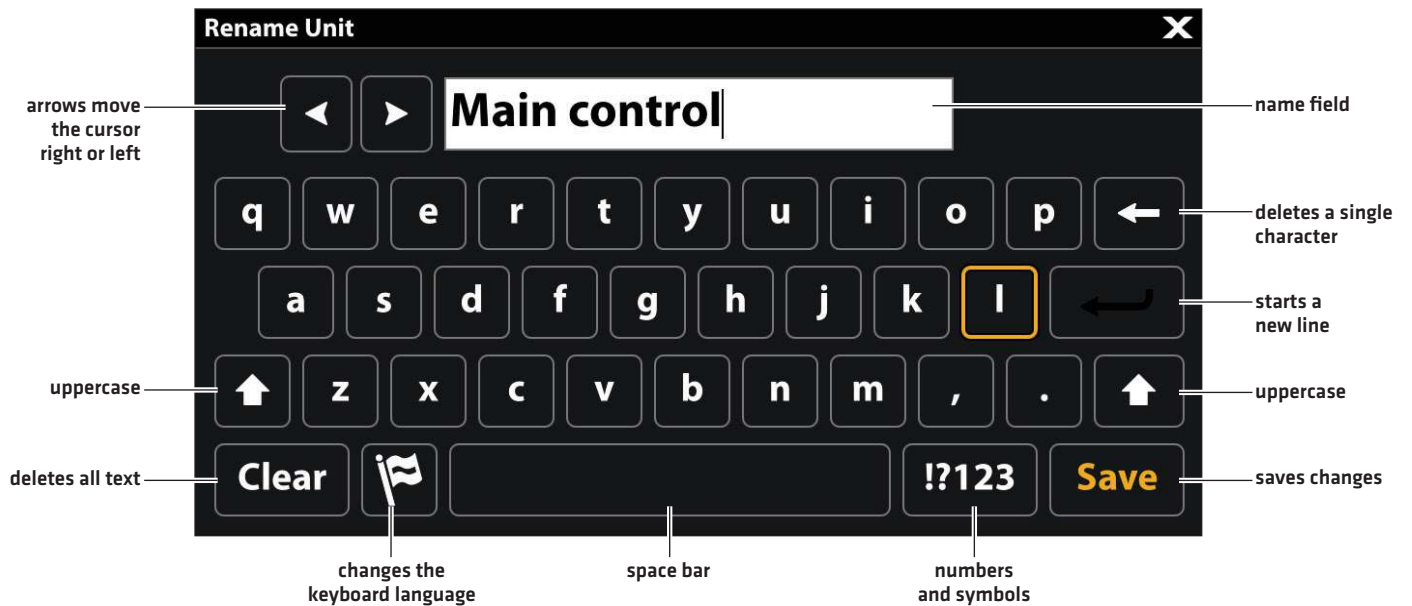 Rename Unit X
arrows move
the cursor
right or left
Main control
name field
q w e r t y u i o p
deletes a single
character
a s d f g h j k l
starts a
new line
uppercase
z x c v b n m , .
uppercase
deletes all text
Clear
!?123
Save
saves changes
changes the
keyboard language
space bar
numbers
and symbols